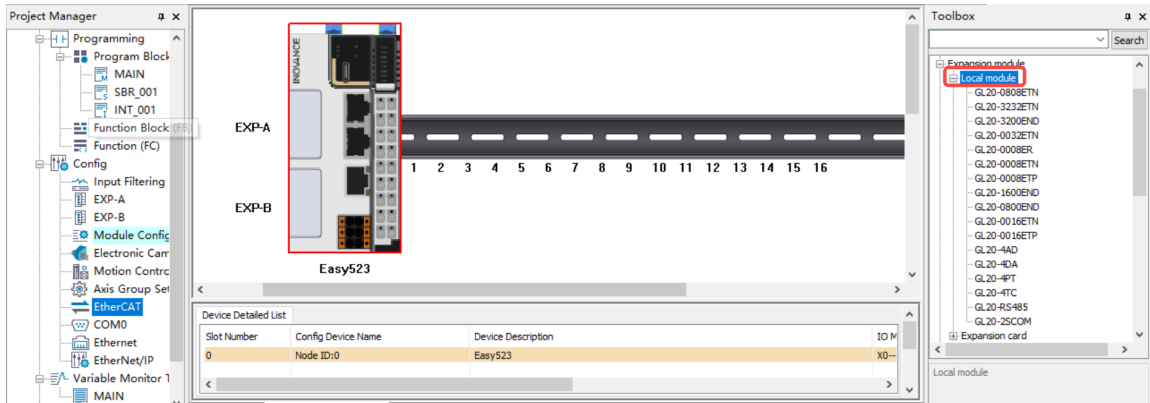 Project Manager
Programming
Program Block
MAIN
SBR_001
INT_001
Function Block (FB)
Function (FC)
Config
Input Filtering
EXP-A
EXP-B
Module Config
Electronic Cam
Motion Contrc
Axis Group Set
EtherCAT
COM0
Ethernet
EtherNet/IP
Variable Monitor T
MAIN
INOVANCE
EXP-A
1 2 3 4 5 6 7 8 9 10 11 12 13 14 15 16
EXP-B
Easy523
Device Detailed List
Slot Number Config Device Name Device Description IO M
0 Node ID:0 Easy523 X0--
Toolbox
Search
Expansion module
Local module
GL20-0808ETN
GL20-3232ETN
GL20-3200END
GL20-0032ETN
GL20-0008ER
GL20-0008ETN
GL20-0008ETP
GL20-1600END
GL20-0800END
GL20-0016ETN
GL20-0016ETP
GL20-4AD
GL20-4DA
GL20-4PT
GL20-4TC
GL20-RS485
GL20-2SCOM
Expansion card
Local module